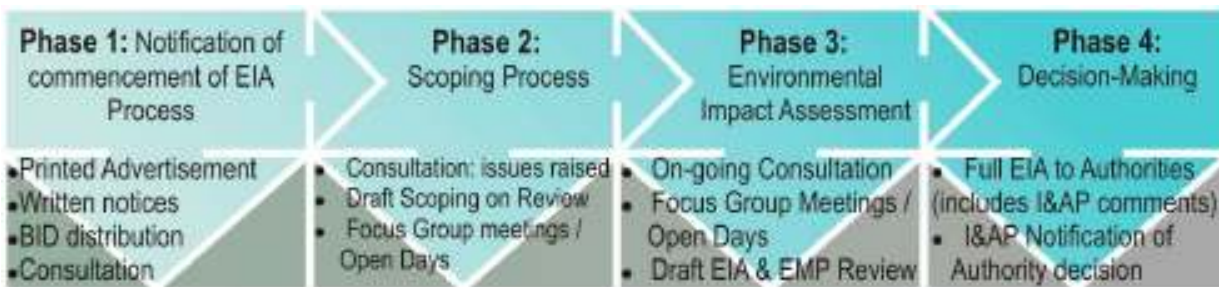 Phase 1: Notification of
commencement of EIA
Process
•Printed Advertisement
•Written notices
•BID distribution
•Consultation
Phase 2:
Scoping Process
• Consultation: issues raised
• Draft Scoping on Review
• Focus Group meetings /
Open Days
Phase 3:
Environmental
Impact Assessment
• On-going Consultation
• Focus Group Meetings /
Open Days
• Draft EIA & EMP Review
Phase 4:
Decision-Making
• Full EIA to Authorities
(includes I&AP comments)
• I&AP Notification of
Authority decision